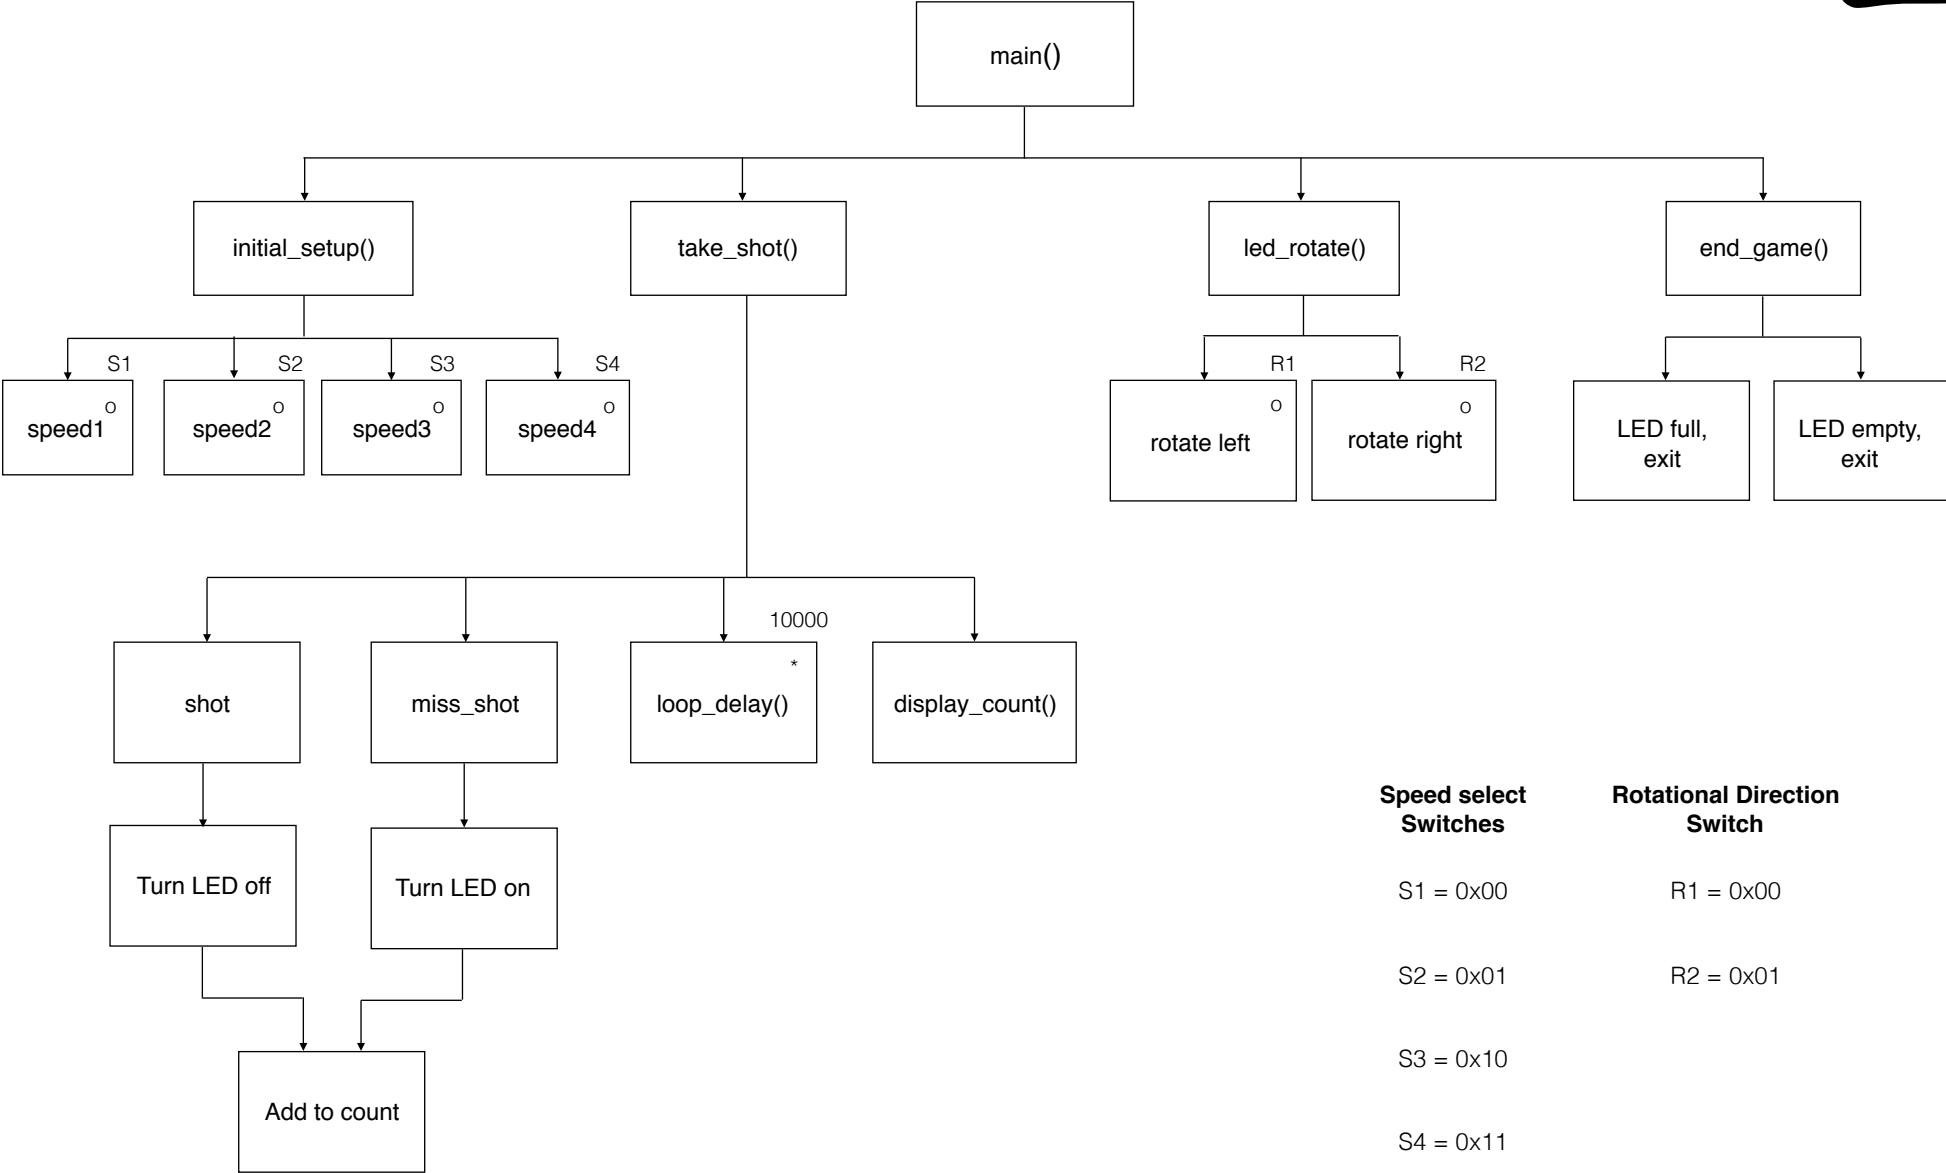 main()
initial_setup()
take_shot()
led_rotate()
end_game()
S1
S2
S3
S4
R1
R2
o
speed1
o
speed2
o
speed3
o
speed4
o
rotate left
o
rotate right
LED full,
exit
LED empty,
exit
10000
shot
miss_shot
*
loop_delay()
display_count()
Turn LED off
Turn LED on
Add to count
Speed select
Switches
Rotational Direction
Switch
S1 = 0x00
R1 = 0x00
S2 = 0x01
R2 = 0x01
S3 = 0x10
S4 = 0x11